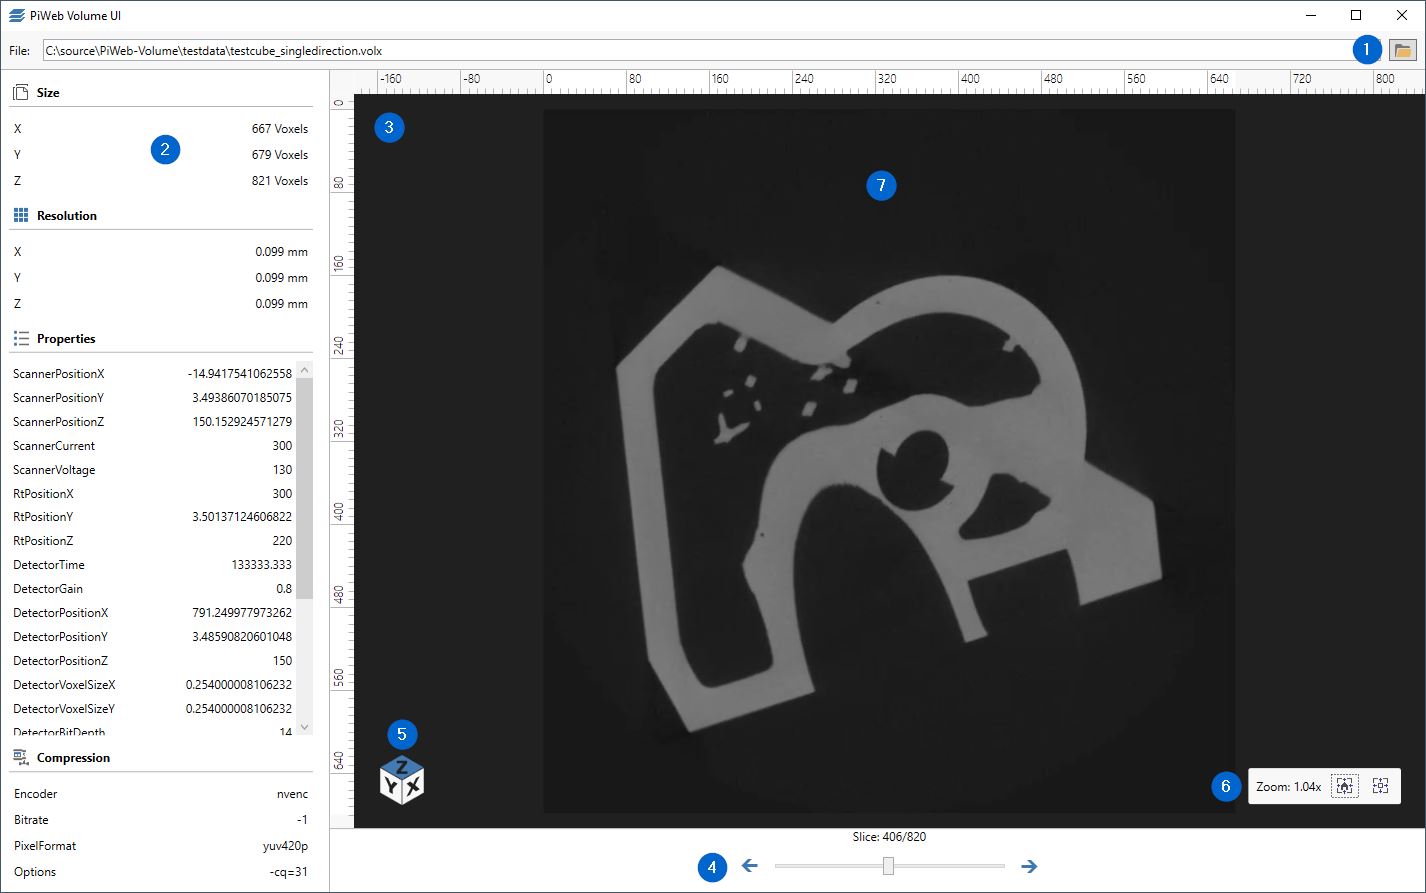 PiWeb Volume UI
File: C:\source\PiWeb-Volume\testdata\testcube_singledirection.volx 1
Size
X 667 Voxels
2
Y 679 Voxels
Z 821 Voxels
Resolution
X 0.099 mm
Y 0.099 mm
Z 0.099 mm
Properties
ScannerPositionX -14.9417541062558
ScannerPositionY 3.49386070185075
ScannerPositionZ 150.152924571279
ScannerCurrent 300
ScannerVoltage 130
RtPositionX 300
RtPositionY 3.50137124606822
RtPositionZ 220
DetectorTime 133333.333
DetectorGain 0.8
DetectorPositionX 791.249977973262
DetectorPositionY 3.48590820601048
DetectorPositionZ 150
DetectorVoxelSizeX 0.254000008106232
DetectorVoxelSizeY 0.254000008106232
DetectorBitDepth 14
Compression
Encoder nvenc
Bitrate -1
PixelFormat yuv420p
Options -cq=31
-160 -80 0 80 160 240 320 400 480 560 640 720 800
0
80
160
240
320
400
480
560
640
3
7
5
Z
Y X
6 Zoom: 1.04x
Slice: 406/820
4